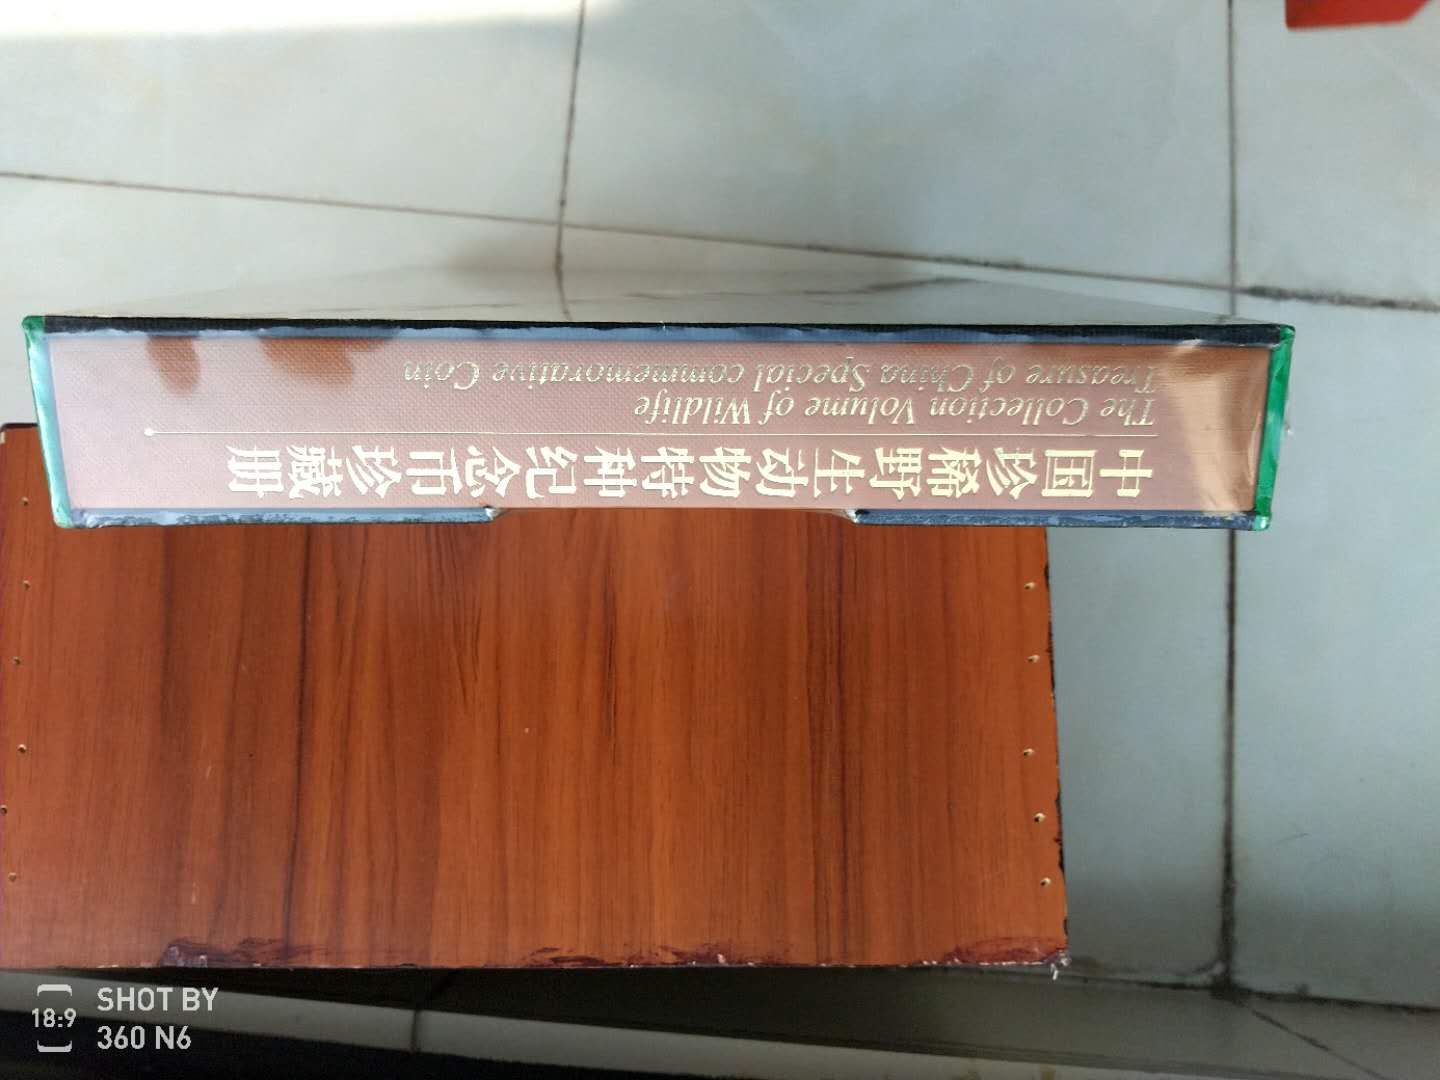 中国珍稀野生动物特种纪念币珍藏册
The Collection Volume of Wildlife
Treasure of China Special commemorative Coin
18:9
SHOT BY
360 N6